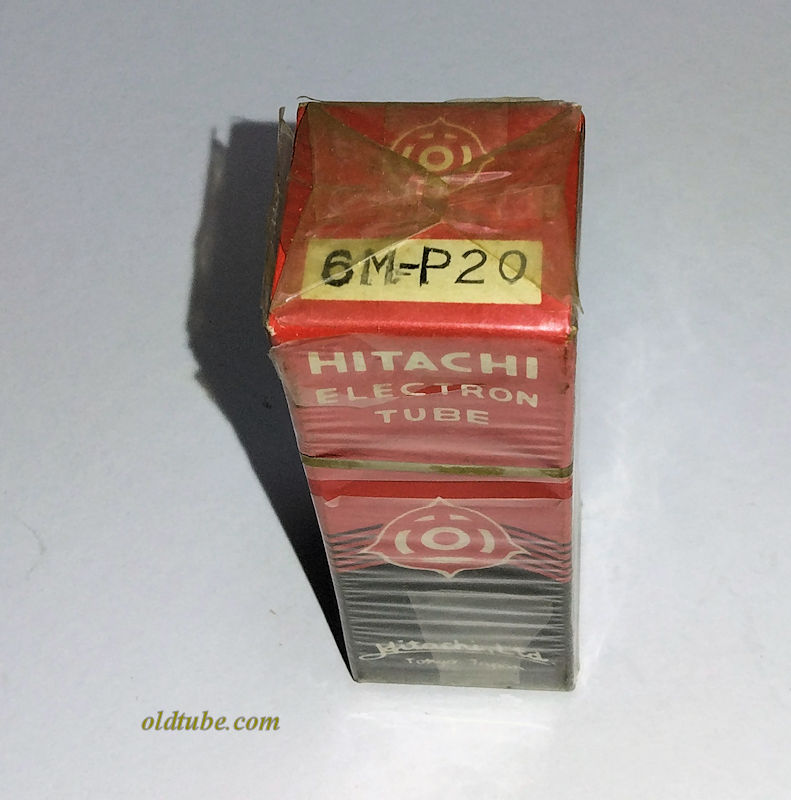 6M-P20
HITACHI
ELECTRON
TUBE
Hitachi, Ltd.
Tokyo Japan
oldtube.com